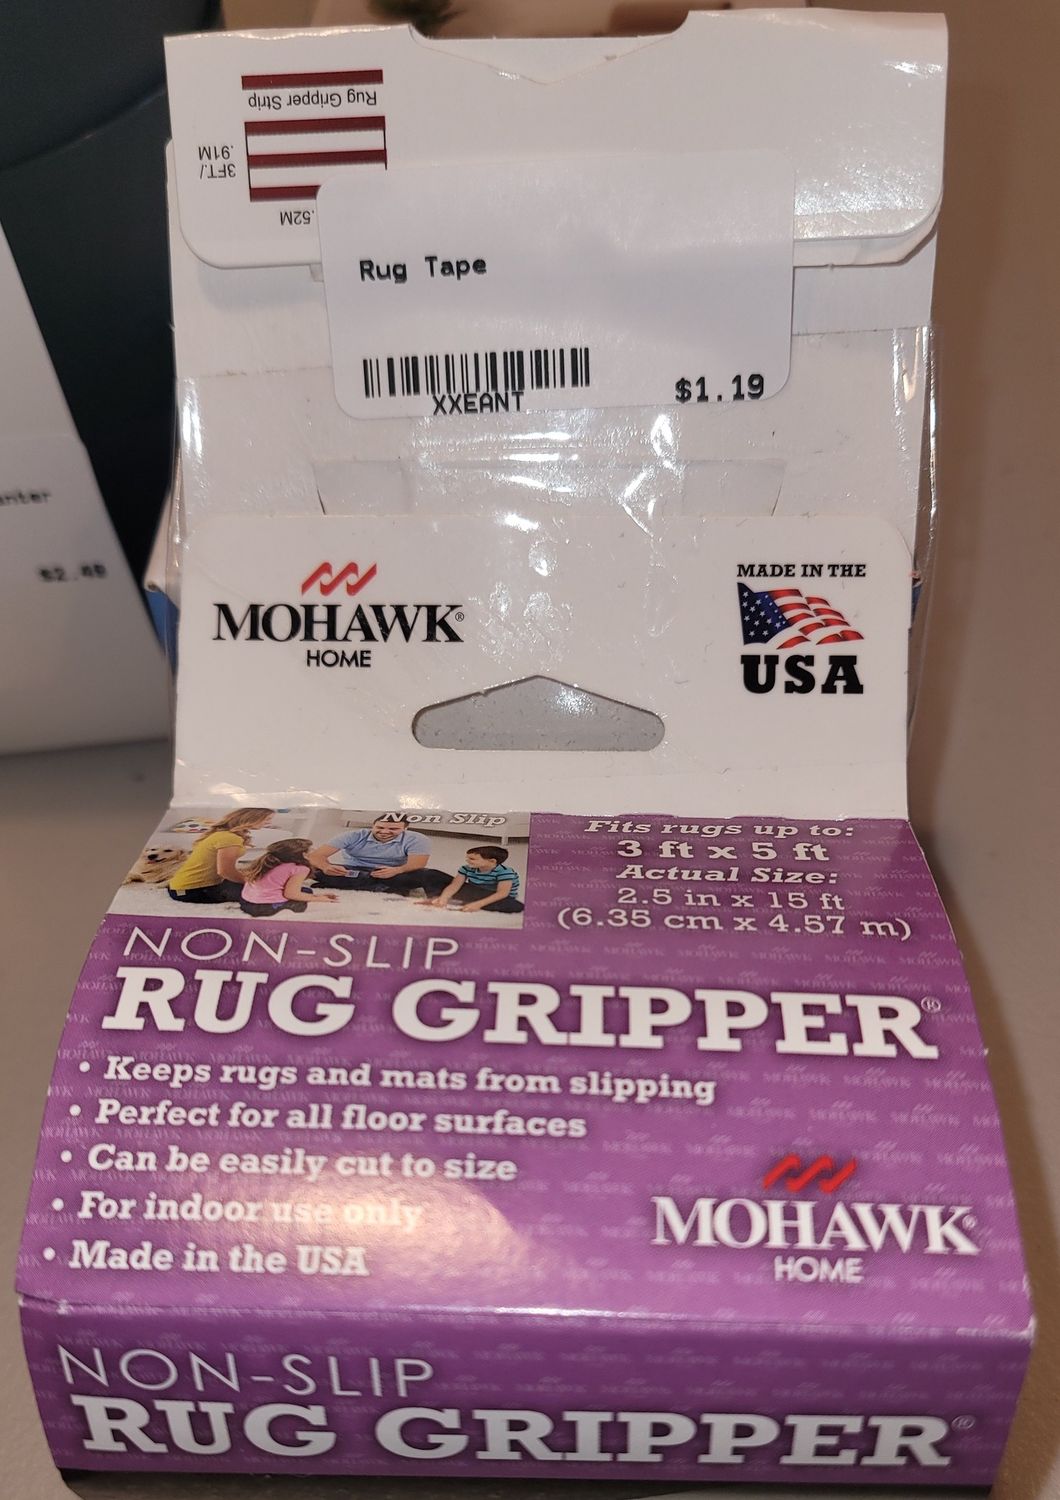 Rug Gripper Strip
3FT./
.91M
.52M
Rug Tape
XXEANT
$1.19
$2.49
MOHAWK®
HOME
MADE IN THE
USA
Non Slip
Fits rugs up to:
3 ft x 5 ft
Actual Size:
2.5 in x 15 ft
(6.35 cm x 4.57 m)
NON-SLIP
RUG GRIPPER®
• Keeps rugs and mats from slipping
• Perfect for all floor surfaces
• Can be easily cut to size
• For indoor use only
• Made in the USA
MOHAWK®
HOME
NON-SLIP
RUG GRIPPER®